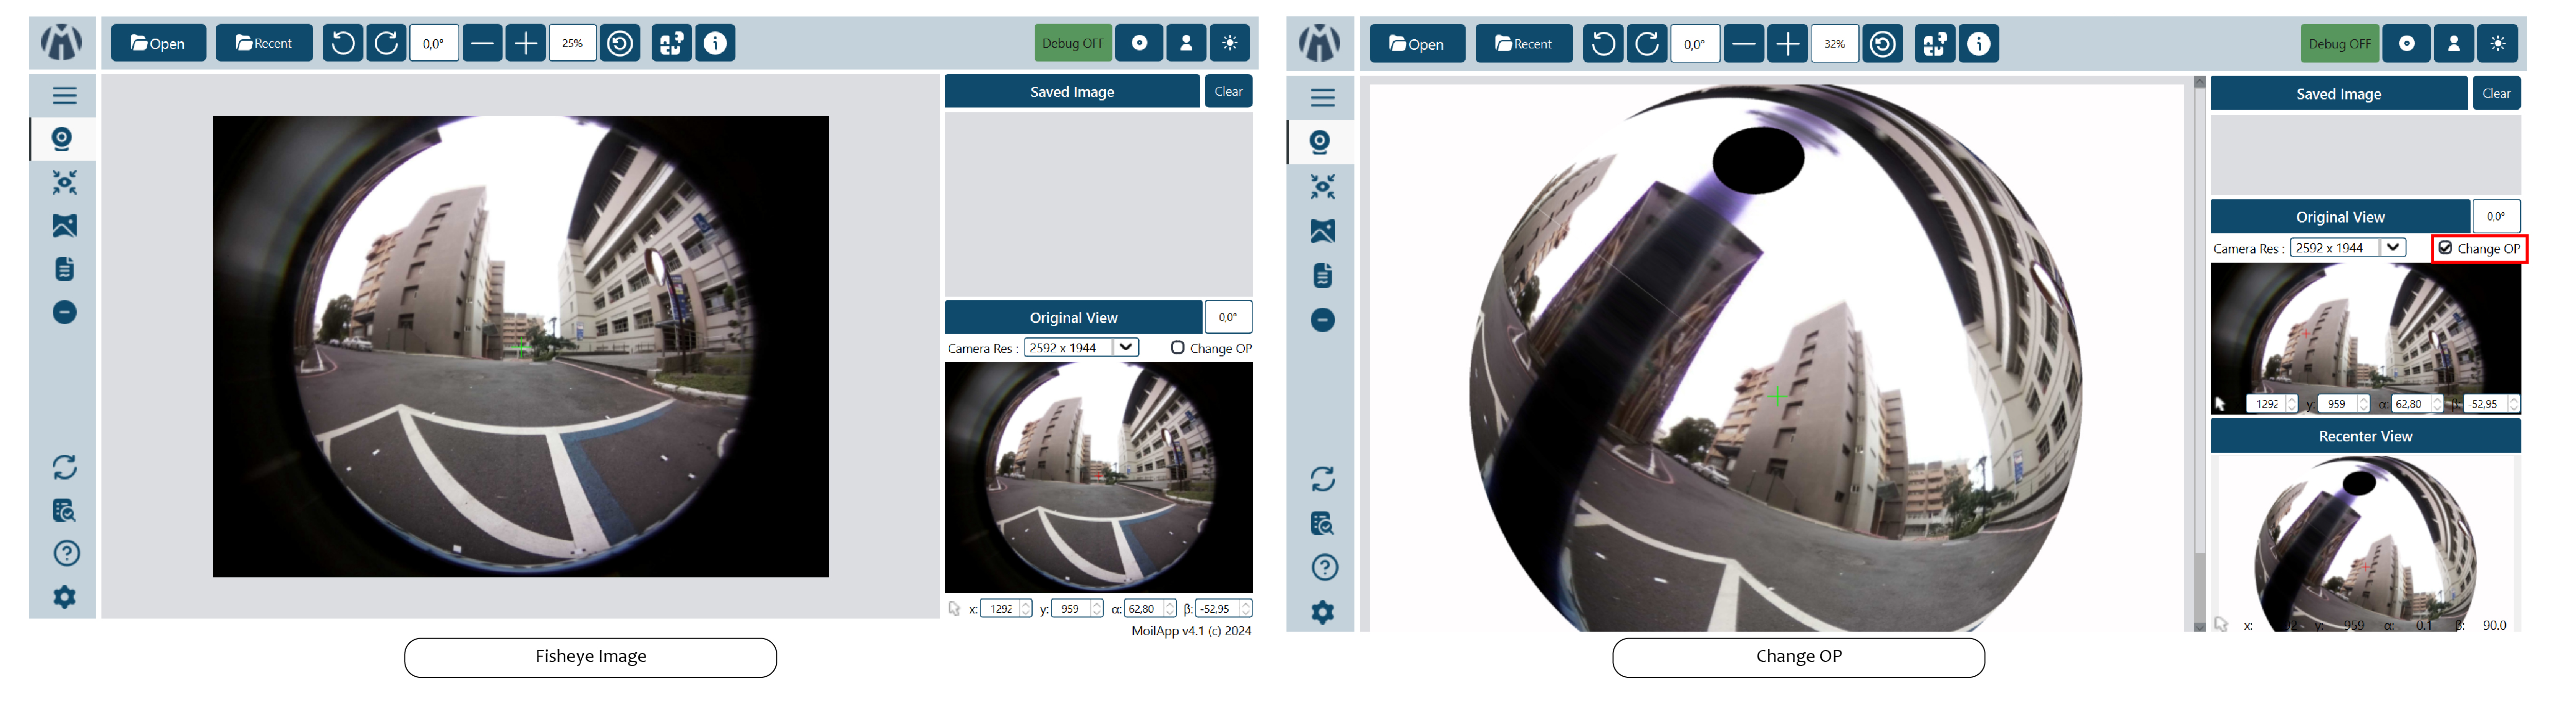 Open Recent 0,0° 25% Debug OFF
Saved Image Clear
Original View 0,0°
Camera Res : 2592 x 1944 Change OP
x: 1292 y: 959 α: 62,80 β: -52,95
MoilApp v4.1 (c) 2024
Fisheye Image
Open Recent 0,0° 32% Debug OFF
Saved Image Clear
Original View 0,0°
Camera Res : 2592 x 1944 Change OP
1292 y: 959 α: 62,80 β: -52,95
Recenter View
x: y: 959 α: 0.1 β: 90.0
Change OP